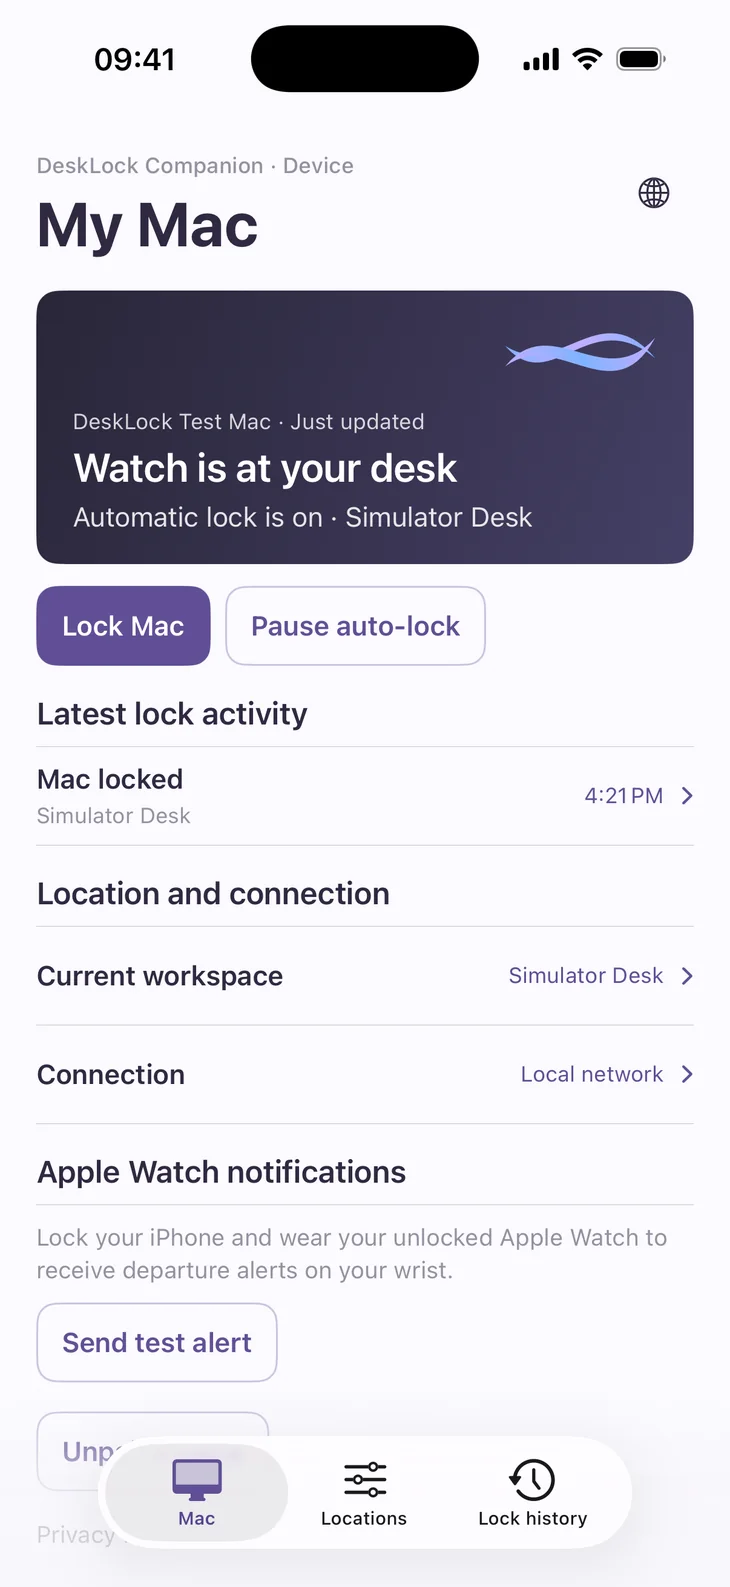 09:41
DeskLock Companion · Device
My Mac
DeskLock Test Mac · Just updated
Watch is at your desk
Automatic lock is on · Simulator Desk
Lock Mac
Pause auto-lock
Latest lock activity
Mac locked
4:21 PM
Simulator Desk
Location and connection
Current workspace
Simulator Desk
Connection
Local network
Apple Watch notifications
Lock your iPhone and wear your unlocked Apple Watch to
receive departure alerts on your wrist.
Send test alert
Mac
Locations
Lock history
Privacy